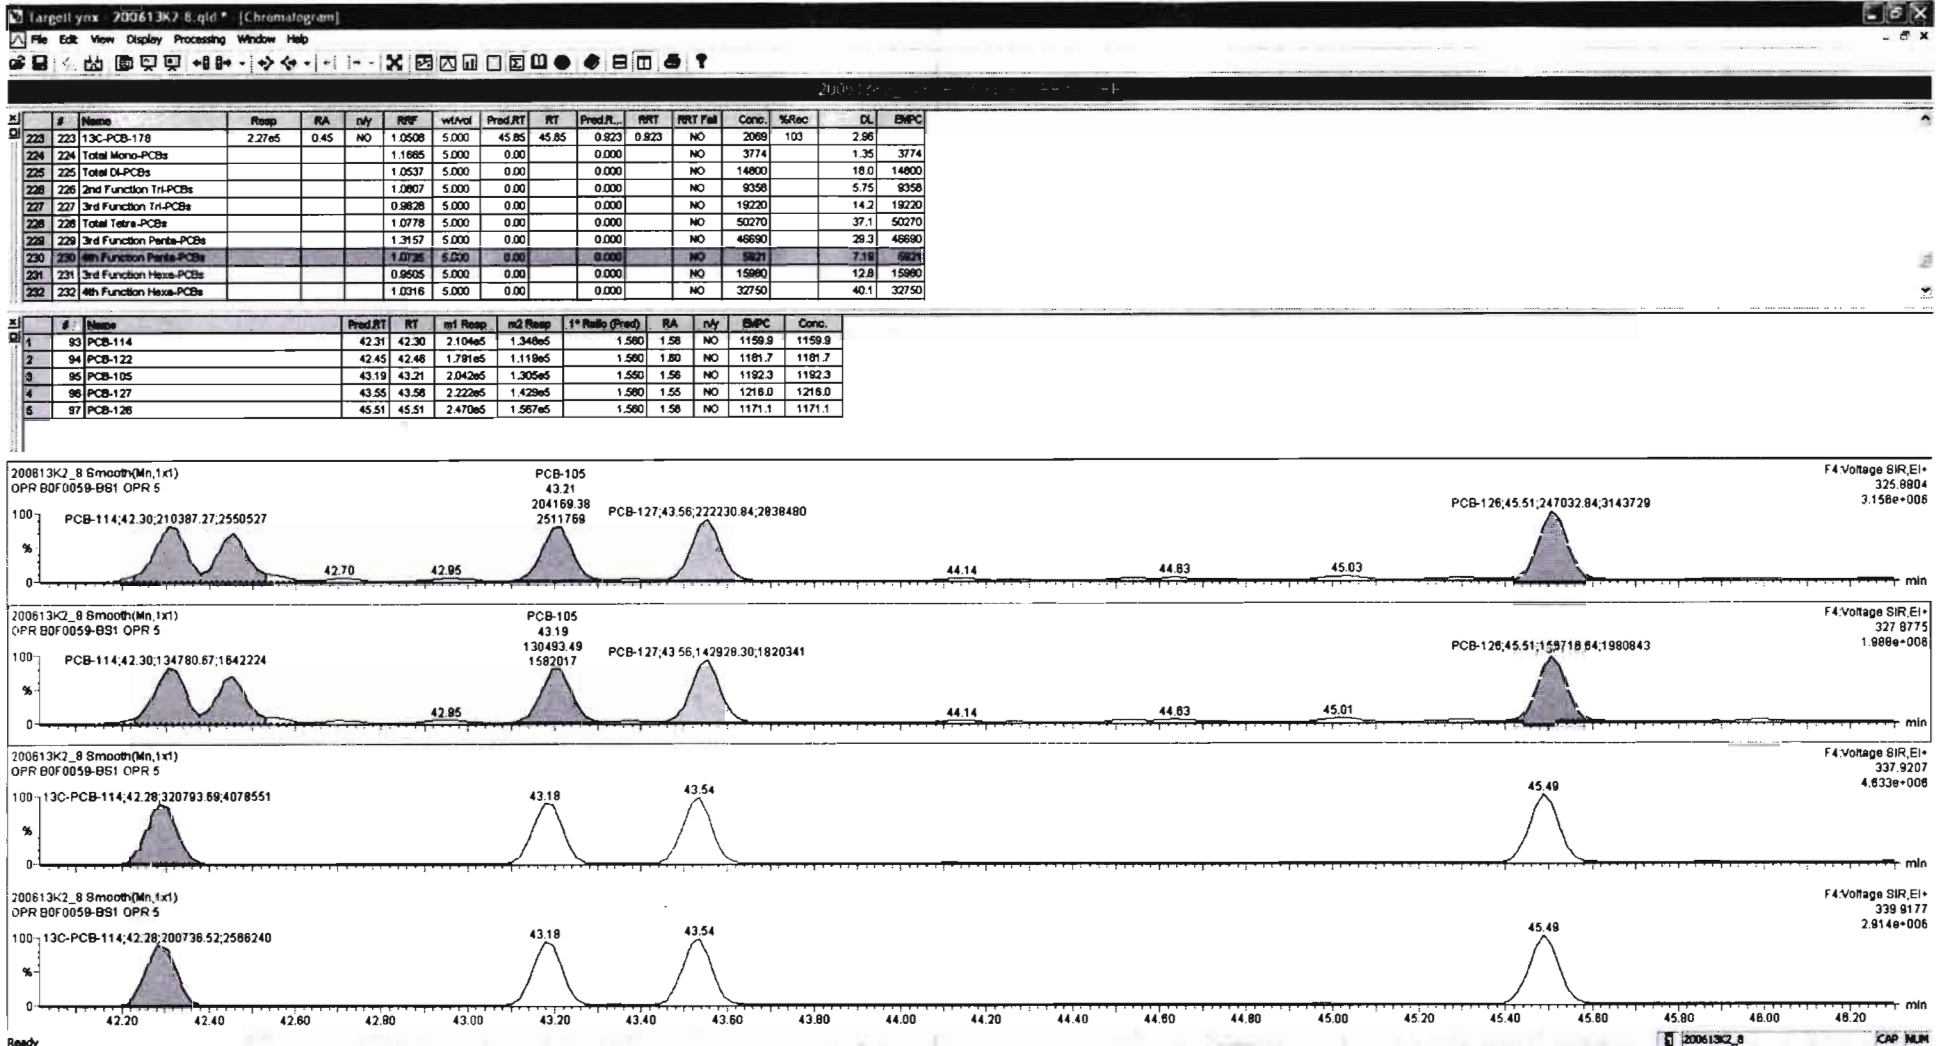 TargetLynx - 200613K2-8.qld * - [Chromatogram]
File Edit View Display Processing Window Help
# Name Resp RA n/y RRF wt/vol Pred.RT RT Pred.R... RRT RRT Fail Conc. %Rec DL EMPC
223 223 13C-PCB-178 2.27e5 0.45 NO 1.0506 5.000 45.85 45.85 0.923 0.923 NO 2069 103 2.96
224 224 Total Mono-PCBs 1.1665 5.000 0.00 0.000 NO 3774 1.35 3774
225 225 Total Di-PCBs 1.0537 5.000 0.00 0.000 NO 14800 18.0 14800
226 226 2nd Function Tri-PCBs 1.0807 5.000 0.00 0.000 NO 9358 5.75 9358
227 227 3rd Function Tri-PCBs 0.9828 5.000 0.00 0.000 NO 19220 14.2 19220
228 228 Total Tetra-PCBs 1.0778 5.000 0.00 0.000 NO 50270 37.1 50270
229 229 3rd Function Penta-PCBs 1.3157 5.000 0.00 0.000 NO 46690 29.3 46690
230 230 4th Function Penta-PCBs 1.0735 5.000 0.00 0.000 NO 5921 7.19 5921
231 231 3rd Function Hexa-PCBs 0.9505 5.000 0.00 0.000 NO 15980 12.8 15980
232 232 4th Function Hexa-PCBs 1.0316 5.000 0.00 0.000 NO 32750 40.1 32750
# Name Pred.RT RT m1 Resp m2 Resp 1° Ratio (Pred) RA n/y EMPC Conc.
1 93 PCB-114 42.31 42.30 2.104e5 1.348e5 1.560 1.56 NO 1159.9 1159.9
2 94 PCB-122 42.45 42.46 1.791e5 1.119e5 1.560 1.60 NO 1181.7 1181.7
3 95 PCB-105 43.19 43.21 2.042e5 1.305e5 1.550 1.56 NO 1192.3 1192.3
4 96 PCB-127 43.55 43.56 2.222e5 1.429e5 1.560 1.55 NO 1216.0 1216.0
5 97 PCB-126 45.51 45.51 2.470e5 1.567e5 1.560 1.58 NO 1171.1 1171.1
200613K2_8 Smooth(Mn,1x1)
OPR B0F0059-BS1 OPR 5
F4:Voltage SIR,EI+
325.8804
3.158e+006
PCB-105
43.21
204169.38
2511769
PCB-114;42.30;210387.27;2550527
PCB-127;43.56;222230.84;2838480
PCB-126;45.51;247032.84;3143729
100
%
0
42.70 42.95 44.14 44.63 45.03
min
200613K2_8 Smooth(Mn,1x1)
OPR B0F0059-BS1 OPR 5
F4:Voltage SIR,EI+
327.8775
1.988e+006
PCB-105
43.19
130493.49
1582017
PCB-114;42.30;134780.67;1642224
PCB-127;43.56,142928.30;1820341
PCB-126;45.51;156718.64;1980843
100
%
0
42.95 44.14 44.63 45.01
min
200613K2_8 Smooth(Mn,1x1)
OPR B0F0059-BS1 OPR 5
F4:Voltage SIR,EI+
337.9207
4.633e+006
100
13C-PCB-114;42.28;320793.69;4078551
43.18 43.54 45.49
%
0
min
200613K2_8 Smooth(Mn,1x1)
OPR B0F0059-BS1 OPR 5
F4:Voltage SIR,EI+
339.9177
2.914e+006
100
13C-PCB-114;42.28;200736.52;2586240
43.18 43.54 45.49
%
0
min
42.20 42.40 42.60 42.80 43.00 43.20 43.40 43.60 43.80 44.00 44.20 44.40 44.60 44.80 45.00 45.20 45.40 45.60 45.80 46.00 46.20
Ready
200613K2_8
CAP NUM